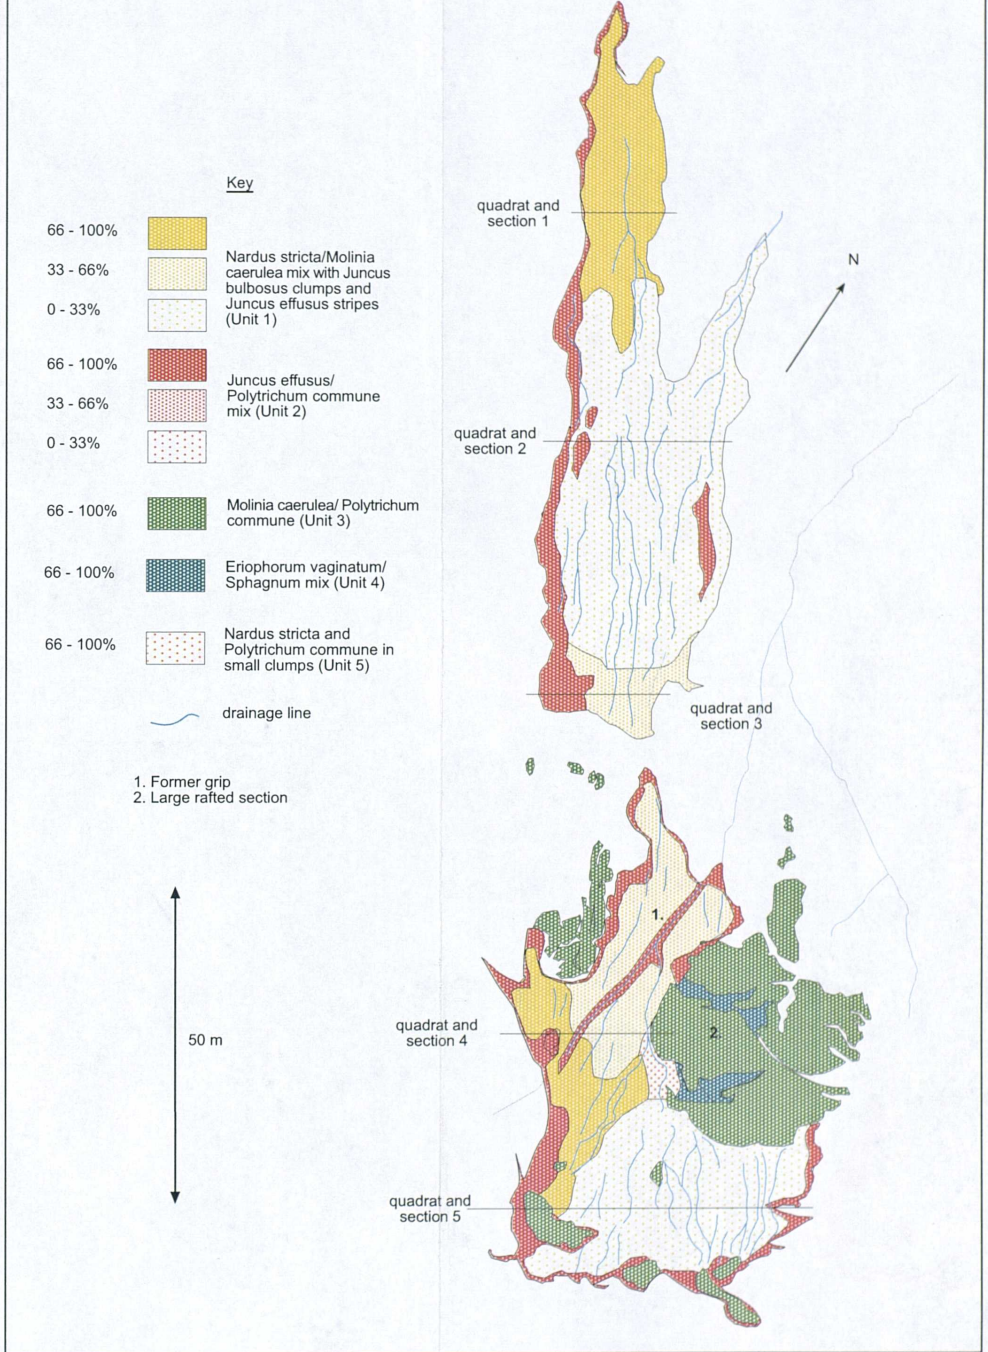 Key
66 - 100%
33 - 66%
0 - 33%
Nardus stricta/Molinia
caerulea mix with Juncus
bulbosus clumps and
Juncus effusus stripes
(Unit 1)
66 - 100%
33 - 66%
0 - 33%
Juncus effusus/
Polytrichum commune
mix (Unit 2)
66 - 100%
Molinia caerulea/ Polytrichum
commune (Unit 3)
66 - 100%
Eriophorum vaginatum/
Sphagnum mix (Unit 4)
66 - 100%
Nardus stricta and
Polytrichum commune in
small clumps (Unit 5)
drainage line
1. Former grip
2. Large rafted section
50 m
quadrat and
section 1
N
quadrat and
section 2
quadrat and
section 3
1.
2.
quadrat and
section 4
quadrat and
section 5